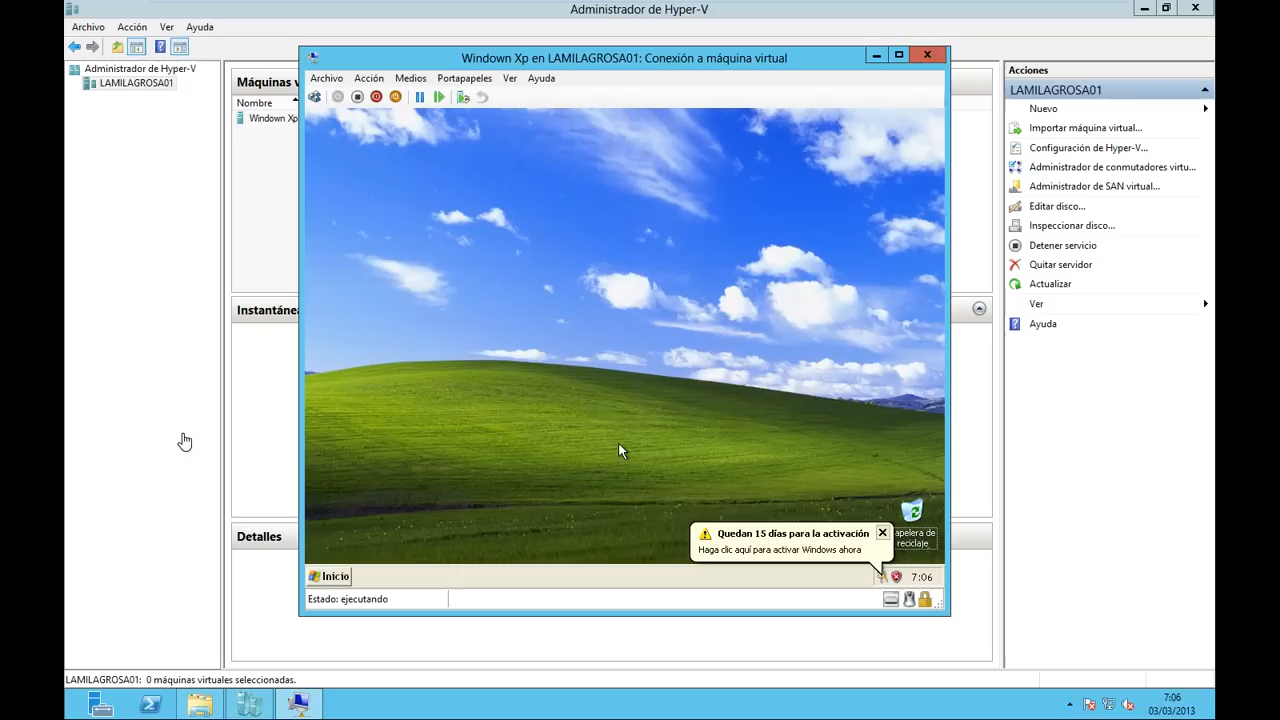 Administrador de Hyper-V
Archivo Acción Ver Ayuda
Administrador de Hyper-V
LAMILAGROSA01
Máquinas
Nombre
Windown Xp
Instantáne
Detalles
Windown Xp en LAMILAGROSA01: Conexión a máquina virtual
Archivo Acción Medios Portapapeles Ver Ayuda
apelera de
reciclaje
Quedan 15 días para la activación
Haga clic aquí para activar Windows ahora
Inicio
7:06
Estado: ejecutando
Acciones
LAMILAGROSA01
Nuevo
Importar máquina virtual...
Configuración de Hyper-V...
Administrador de conmutadores virtu...
Administrador de SAN virtual...
Editar disco...
Inspeccionar disco...
Detener servicio
Quitar servidor
Actualizar
Ver
Ayuda
LAMILAGROSA01: 0 máquinas virtuales seleccionadas.
7:06
03/03/2013